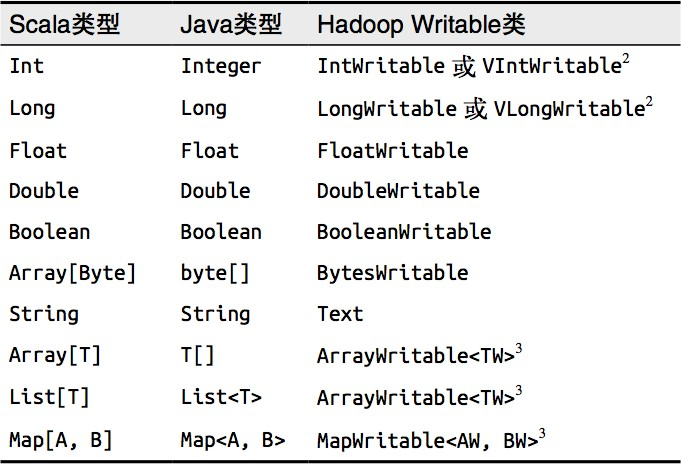 Scala类型 Java类型 Hadoop Writable类
Int Integer IntWritable 或 VIntWritable²
Long Long LongWritable 或 VLongWritable²
Float Float FloatWritable
Double Double DoubleWritable
Boolean Boolean BooleanWritable
Array[Byte] byte[] BytesWritable
String String Text
Array[T] T[] ArrayWritable<TW>³
List[T] List<T> ArrayWritable<TW>³
Map[A, B] Map<A, B> MapWritable<AW, BW>³